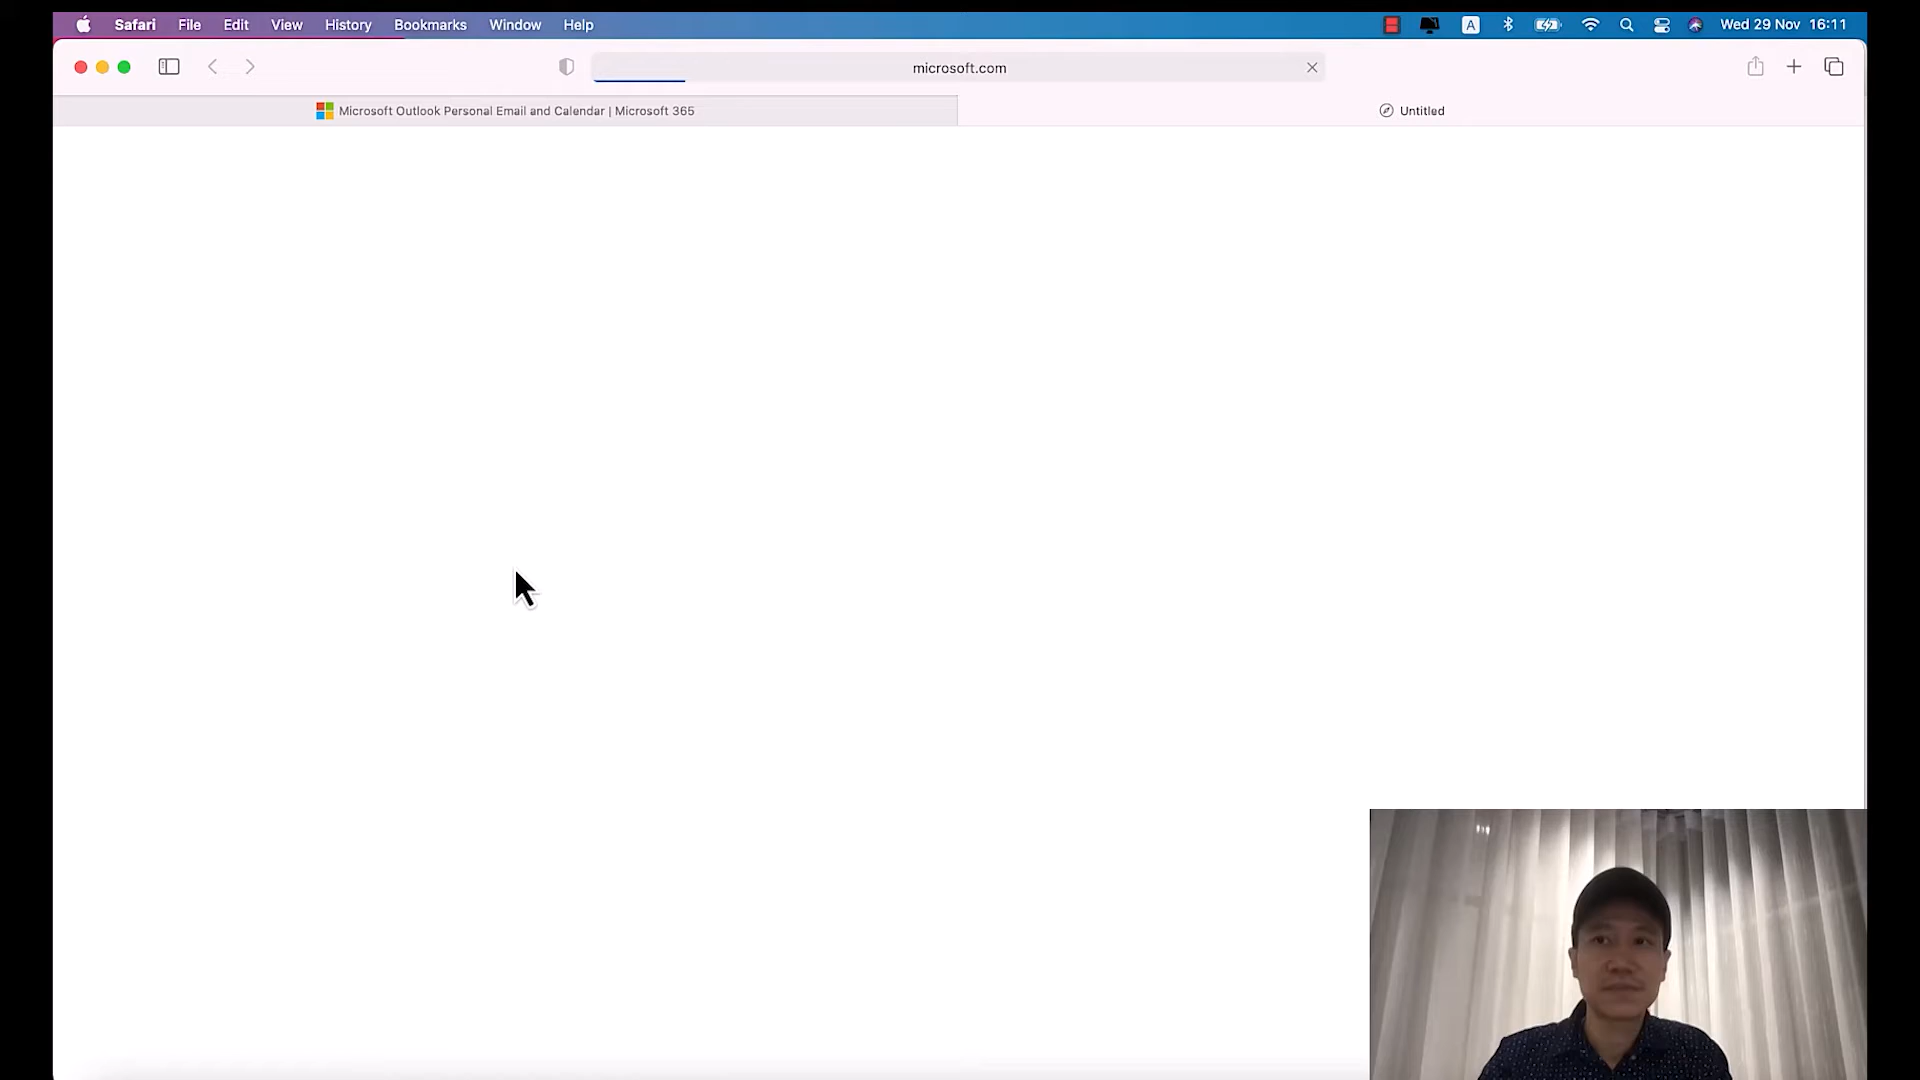 Safari File Edit View History Bookmarks Window Help A Wed 29 Nov 16:11
microsoft.com
Microsoft Outlook Personal Email and Calendar | Microsoft 365 Untitled